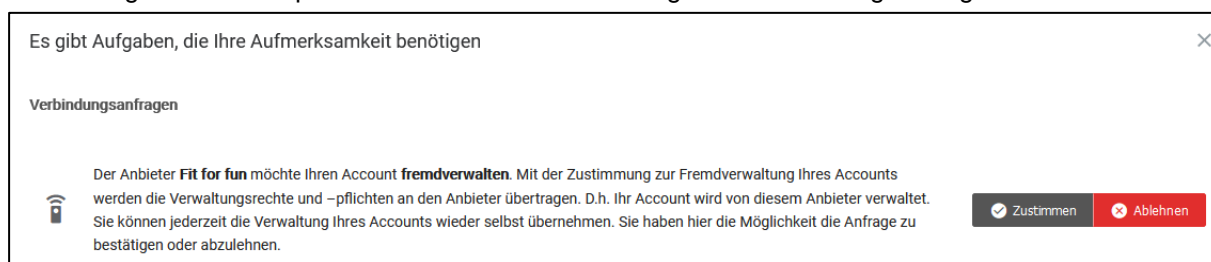 Es gibt Aufgaben, die Ihre Aufmerksamkeit benötigen
Verbindungsanfragen
Der Anbieter Fit for fun möchte Ihren Account fremdverwalten. Mit der Zustimmung zur Fremdverwaltung Ihres Accounts
werden die Verwaltungsrechte und –pflichten an den Anbieter übertragen. D.h. Ihr Account wird von diesem Anbieter verwaltet.
Sie können jederzeit die Verwaltung Ihres Accounts wieder selbst übernehmen. Sie haben hier die Möglichkeit die Anfrage zu
bestätigen oder abzulehnen.
Zustimmen Ablehnen